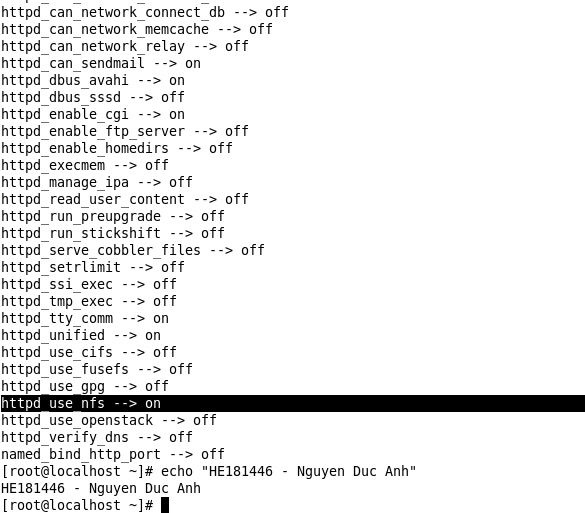 httpd_can_network_connect_db --> off
httpd_can_network_memcache --> off
httpd_can_network_relay --> off
httpd_can_sendmail --> on
httpd_dbus_avahi --> on
httpd_dbus_sssd --> off
httpd_enable_cgi --> on
httpd_enable_ftp_server --> off
httpd_enable_homedirs --> off
httpd_execmem --> off
httpd_manage_ipa --> off
httpd_read_user_content --> off
httpd_run_preupgrade --> off
httpd_run_stickshift --> off
httpd_serve_cobbler_files --> off
httpd_setrlimit --> off
httpd_ssi_exec --> off
httpd_tmp_exec --> off
httpd_tty_comm --> on
httpd_unified --> on
httpd_use_cifs --> off
httpd_use_fusefs --> off
httpd_use_gpg --> off
httpd_use_nfs --> on
httpd_use_openstack --> off
httpd_verify_dns --> off
named_bind_http_port --> off
[root@localhost ~]# echo "HE181446 - Nguyen Duc Anh"
HE181446 - Nguyen Duc Anh
[root@localhost ~]#